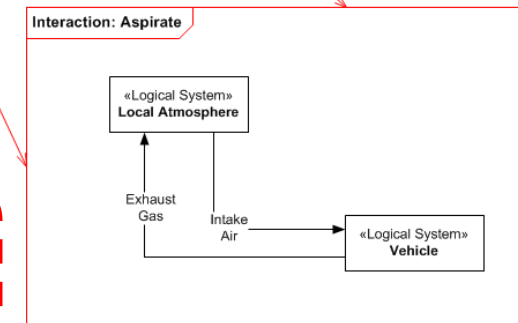 Interaction: Aspirate
«Logical System»
Local Atmosphere
Exhaust
Gas
Intake
Air
«Logical System»
Vehicle